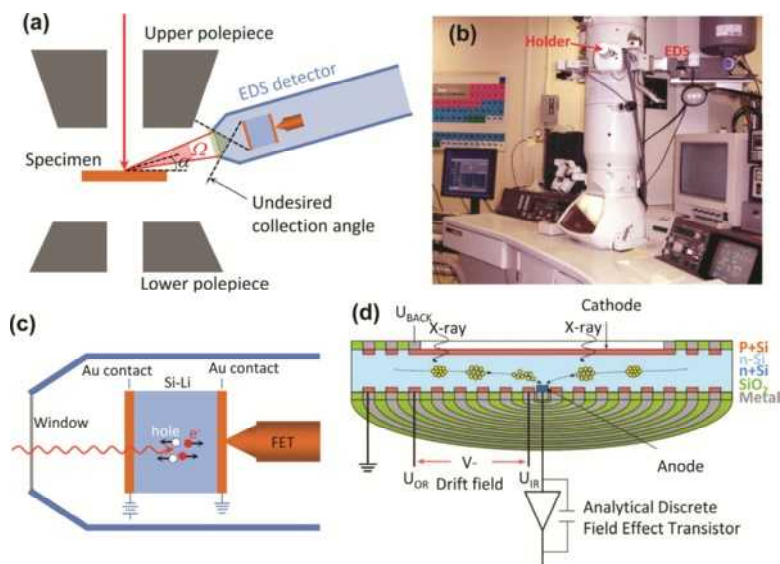 (a)
Upper polepiece
EDS detector
Specimen
Ω
α
Undesired
collection angle
Lower polepiece
(b)
Holder
EDS
(c)
Au contact
Si-Li
Au contact
Window
hole
e-
FET
(d)
Cathode
U_BACK
X-ray
X-ray
P+Si
n-Si
n+Si
SiO₂
Metal
Anode
U_OR
V-
U_IR
Drift field
Analytical Discrete
Field Effect Transistor